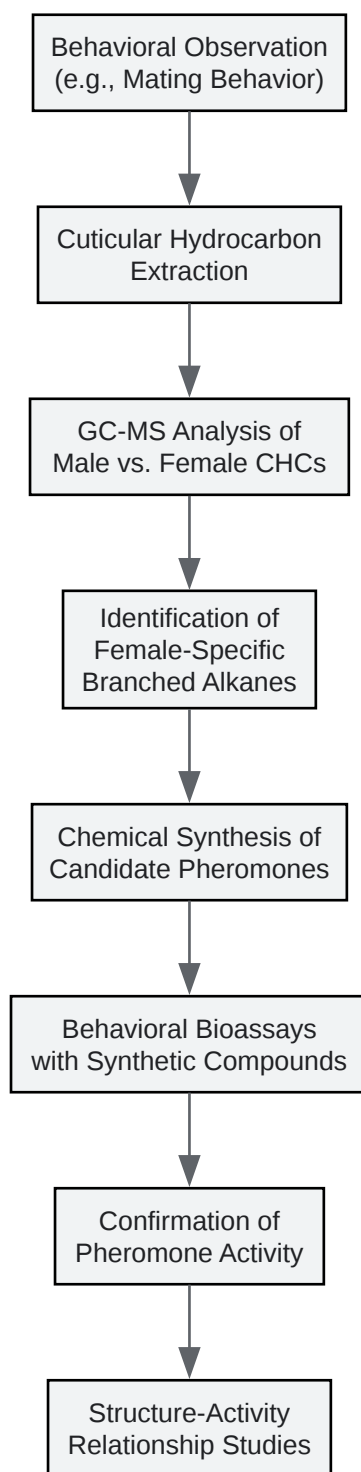 Behavioral Observation
(e.g., Mating Behavior)
Cuticular Hydrocarbon
Extraction
GC-MS Analysis of
Male vs. Female CHCs
Identification of
Female-Specific
Branched Alkanes
Chemical Synthesis of
Candidate Pheromones
Behavioral Bioassays
with Synthetic Compounds
Confirmation of
Pheromone Activity
Structure-Activity
Relationship Studies